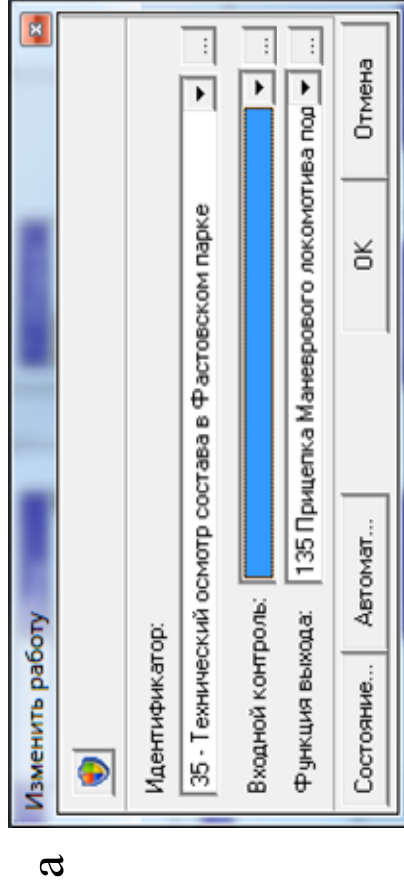 а
Изменить работу
Идентификатор:
35 - Технический осмотр состава в Фастовском парке
...
Входной контроль:
...
Функция выхода:
135 Прицепка Маневрового локомотива под
...
Состояние...
Автомат...
ОК
Отмена